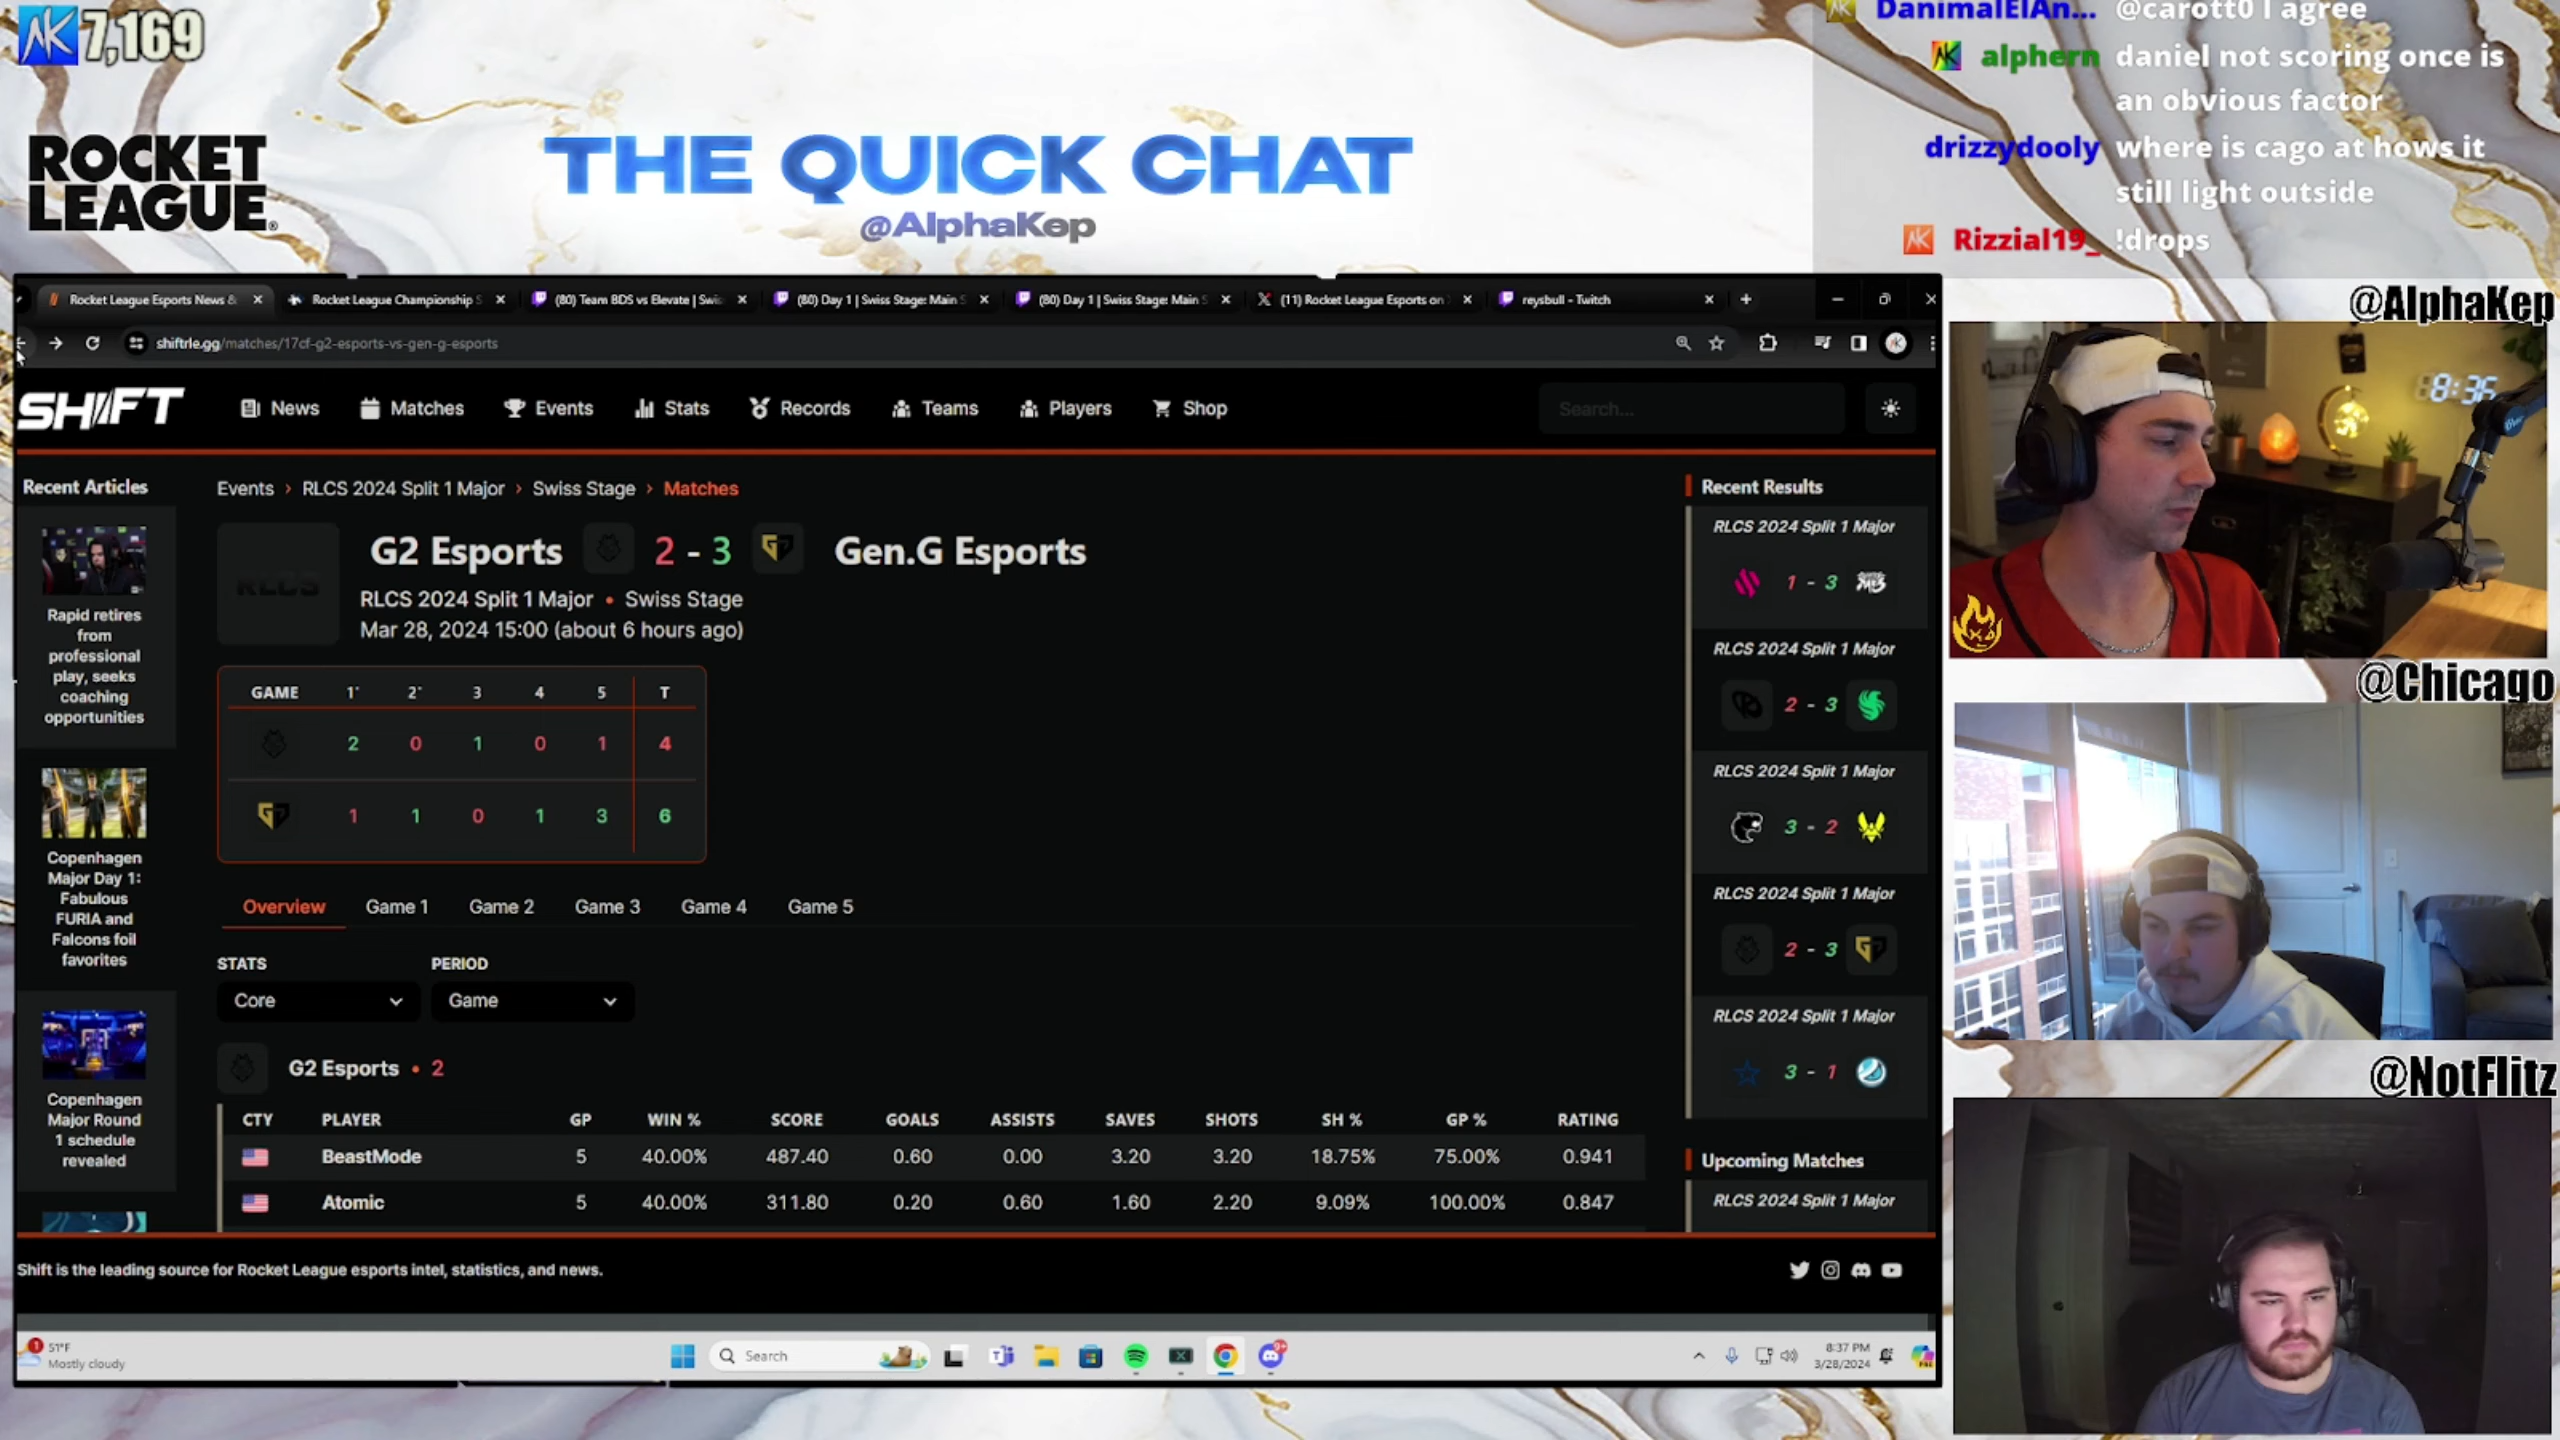 7,169
ROCKET
LEAGUE
THE QUICK CHAT
@AlphaKep
DanimalElAn... @carott0 I agree
alphern daniel not scoring once is
an obvious factor
drizzydooly where is cago at hows it
still light outside
Rizzial19_ !drops
Rocket League Esports News &
Rocket League Championship S
(80) Team BDS vs Elevate | Swis
(80) Day 1 | Swiss Stage: Main S
(80) Day 1 | Swiss Stage: Main S
(11) Rocket League Esports on
reysbull - Twitch
shiftrle.gg/matches/17cf-g2-esports-vs-gen-g-esports
SHIFT
News
Matches
Events
Stats
Records
Teams
Players
Shop
Search...
Recent Articles
Rapid retires
from
professional
play, seeks
coaching
opportunities
Copenhagen
Major Day 1:
Fabulous
FURIA and
Falcons foil
favorites
Copenhagen
Major Round
1 schedule
revealed
Events › RLCS 2024 Split 1 Major › Swiss Stage › Matches
RLCS
G2 Esports 2 - 3 Gen.G Esports
RLCS 2024 Split 1 Major • Swiss Stage
Mar 28, 2024 15:00 (about 6 hours ago)
GAME 1* 2* 3 4 5 T
2 0 1 0 1 4
1 1 0 1 3 6
Overview Game 1 Game 2 Game 3 Game 4 Game 5
STATS PERIOD
Core Game
G2 Esports • 2
CTY PLAYER GP WIN % SCORE GOALS ASSISTS SAVES SHOTS SH % GP % RATING
BeastMode 5 40.00% 487.40 0.60 0.00 3.20 3.20 18.75% 75.00% 0.941
Atomic 5 40.00% 311.80 0.20 0.60 1.60 2.20 9.09% 100.00% 0.847
Recent Results
RLCS 2024 Split 1 Major
1 - 3
RLCS 2024 Split 1 Major
2 - 3
RLCS 2024 Split 1 Major
3 - 2
RLCS 2024 Split 1 Major
2 - 3
RLCS 2024 Split 1 Major
3 - 1
Upcoming Matches
RLCS 2024 Split 1 Major
Shift is the leading source for Rocket League esports intel, statistics, and news.
51°F
Mostly cloudy
Search
8:37 PM
3/28/2024
@AlphaKep
8:36
@Chicago
@NotFlitz